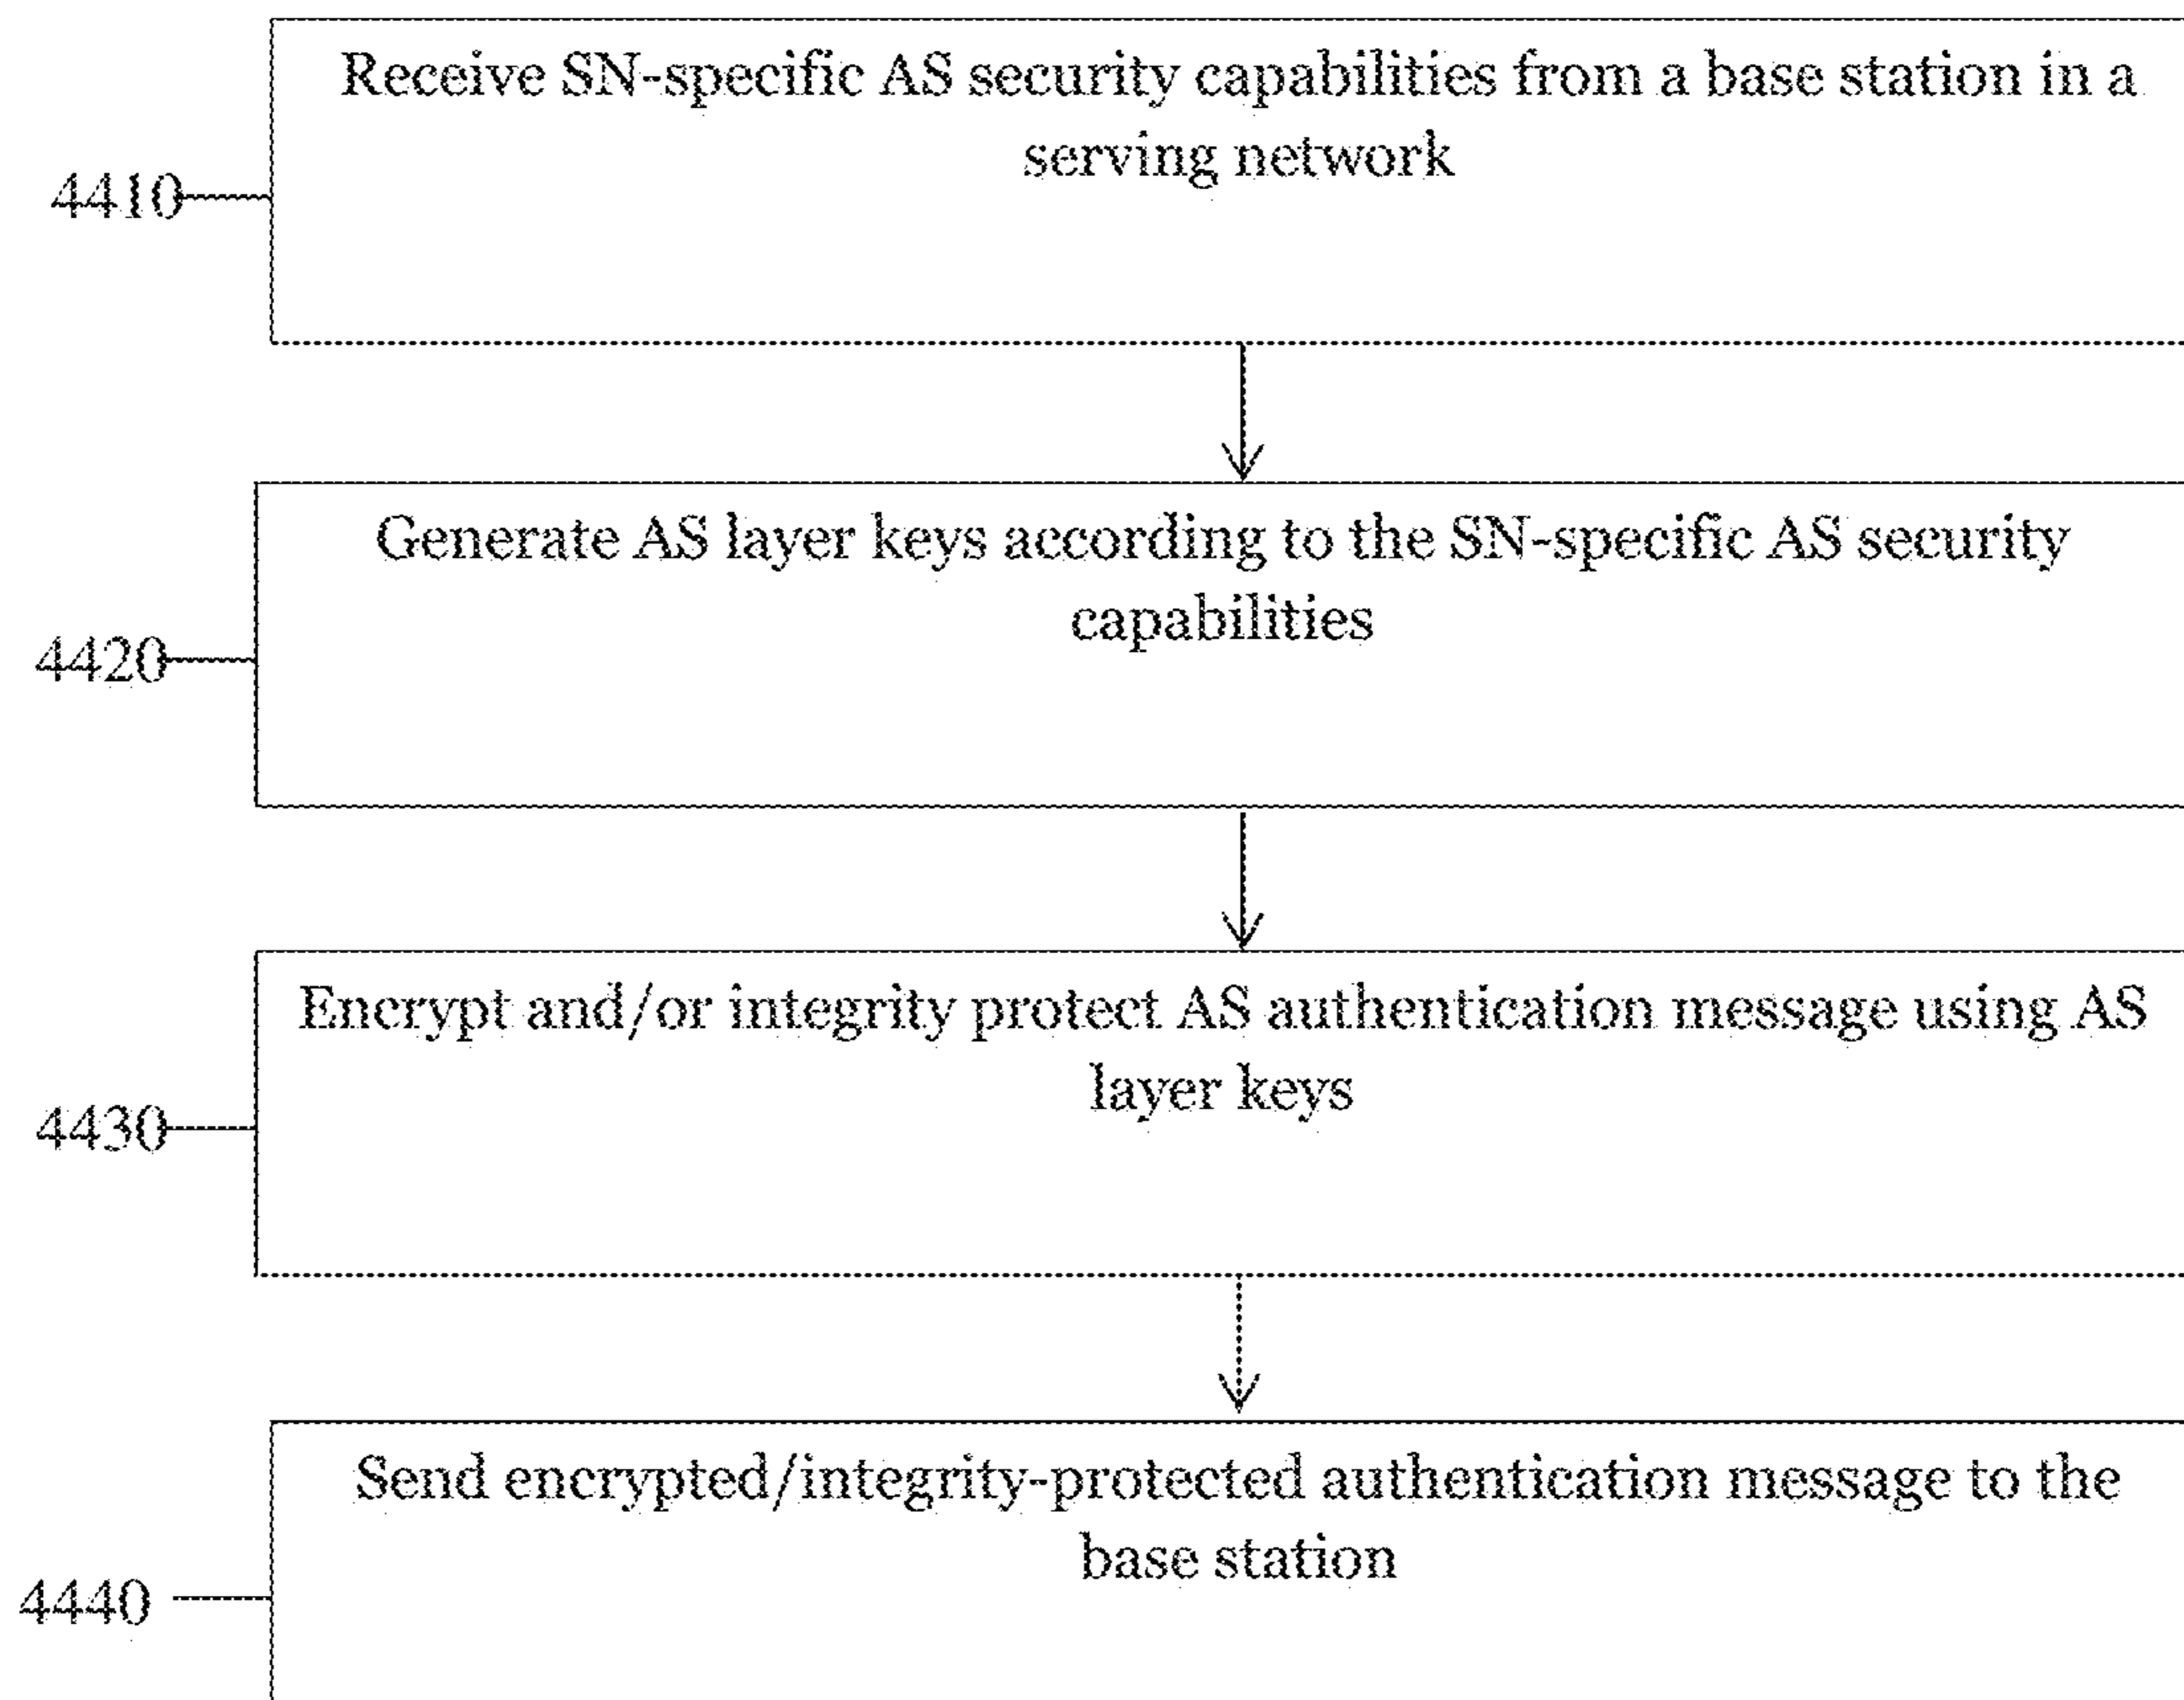 Receive SN-specific AS security capabilities from a base station in a
serving network
4410
Generate AS layer keys according to the SN-specific AS security
capabilities
4420
Encrypt and/or integrity protect AS authentication message using AS
layer keys
4430
Send encrypted/integrity-protected authentication message to the
base station
4440